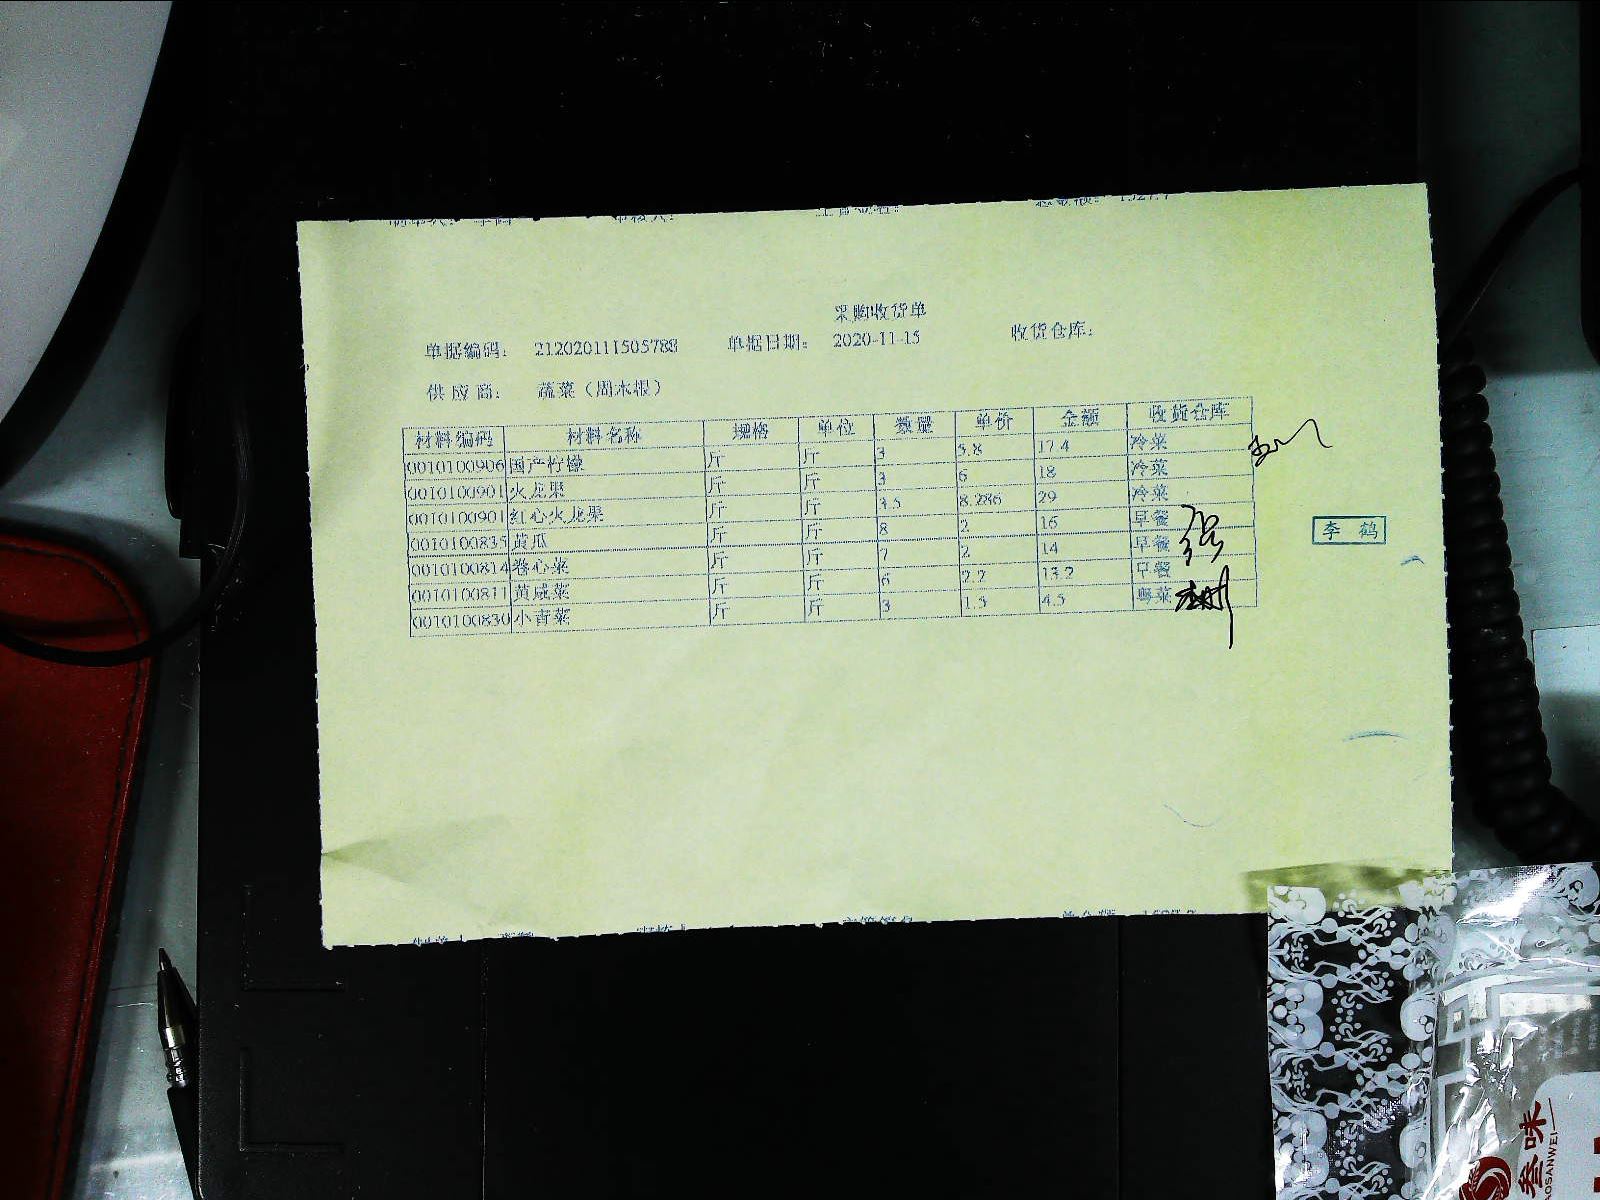 采购收货单
单据编码： 212020111505788 单据日期： 2020-11-15 收货仓库：
供应商： 蔬菜（周木根）
材料编码 材料名称 规格 单位 数量 单价 金额 收货仓库
0010100906 国产柠檬 斤 斤 3 5.8 17.4 冷菜
0010100901 火龙果 斤 斤 3 6 18 冷菜
0010100901 红心火龙果 斤 斤 3.5 8.286 29 冷菜
0010100835 黄瓜 斤 斤 8 2 16 早餐
0010100814 卷心菜 斤 斤 7 2 14 早餐
0010100811 黄咸菜 斤 斤 6 2.2 13.2 早餐
0010100830 小青菜 斤 斤 3 1.5 4.5 粤菜
李鹤
叁味